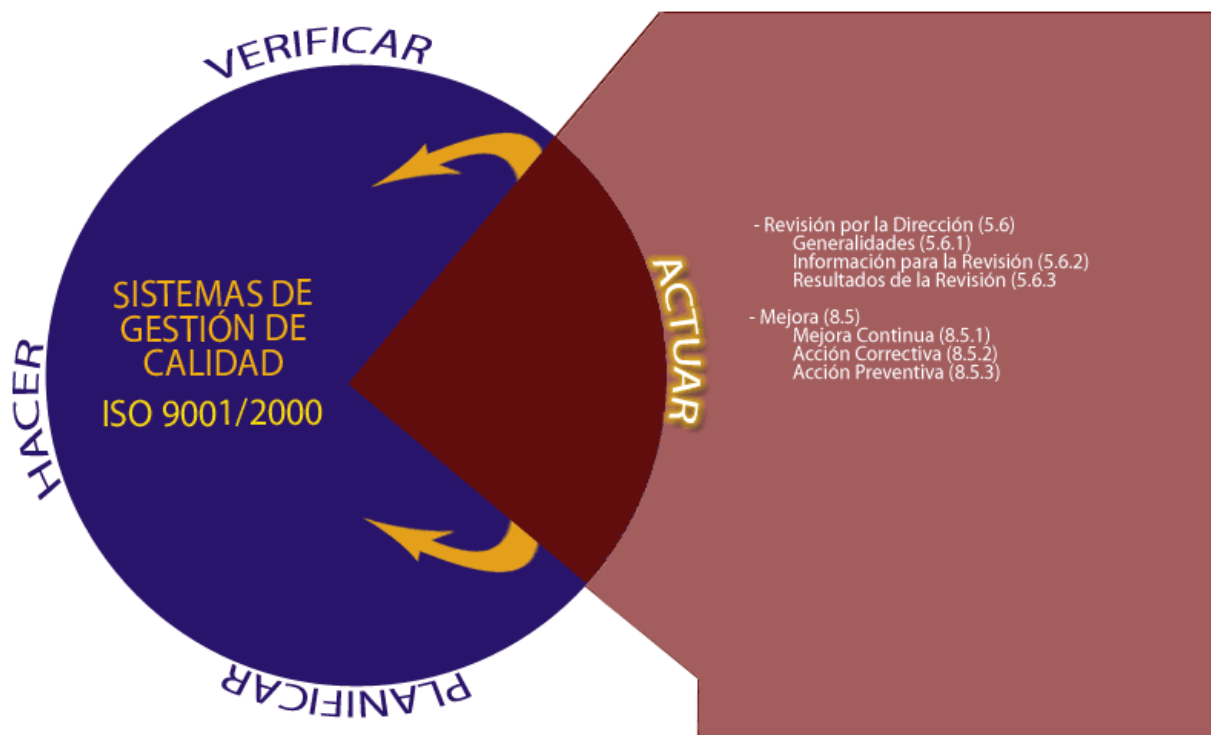 VERIFICAR
SISTEMAS DE
GESTIÓN DE
CALIDAD
ISO 9001/2000
HACER
PLANIFICAR
ACTUAR
- Revisión por la Dirección (5.6)
Generalidades (5.6.1)
Información para la Revisión (5.6.2)
Resultados de la Revisión (5.6.3
- Mejora (8.5)
Mejora Continua (8.5.1)
Acción Correctiva (8.5.2)
Acción Preventiva (8.5.3)